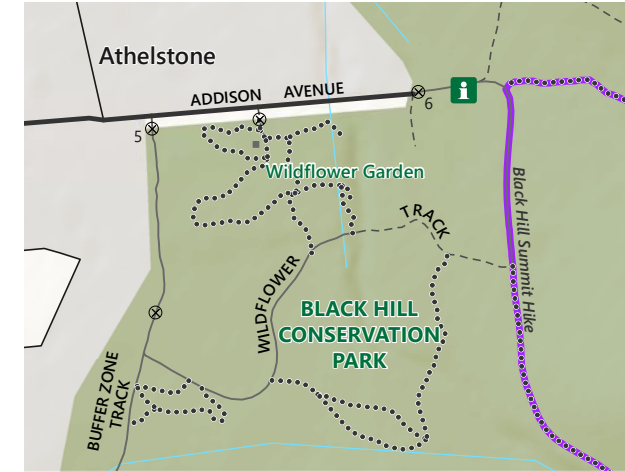 Athelstone
ADDISON AVENUE
i
6
5
Wildflower Garden
TRACK
Black Hill Summit Hike
WILDFLOWER
BLACK HILL
CONSERVATION
PARK
BUFFER ZONE
TRACK